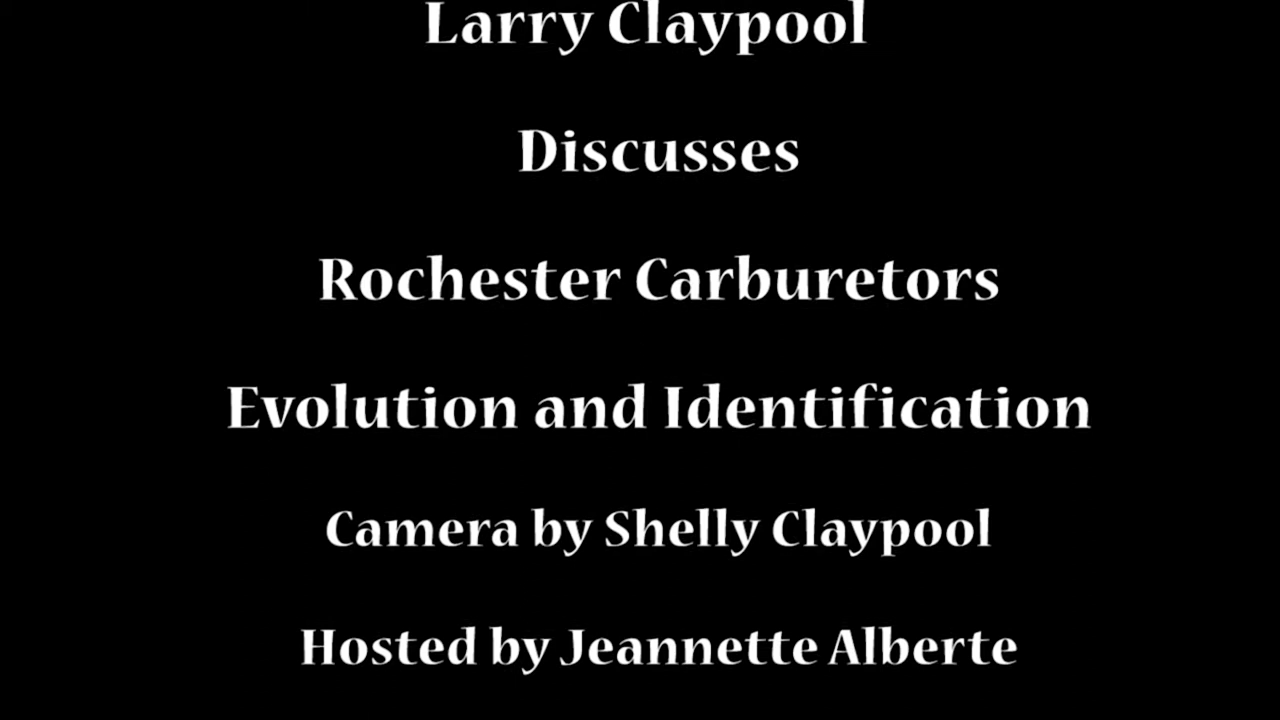 Larry Claypool
Discusses
Rochester Carburetors
Evolution and Identification
Camera by Shelly Claypool
Hosted by Jeannette Alberte